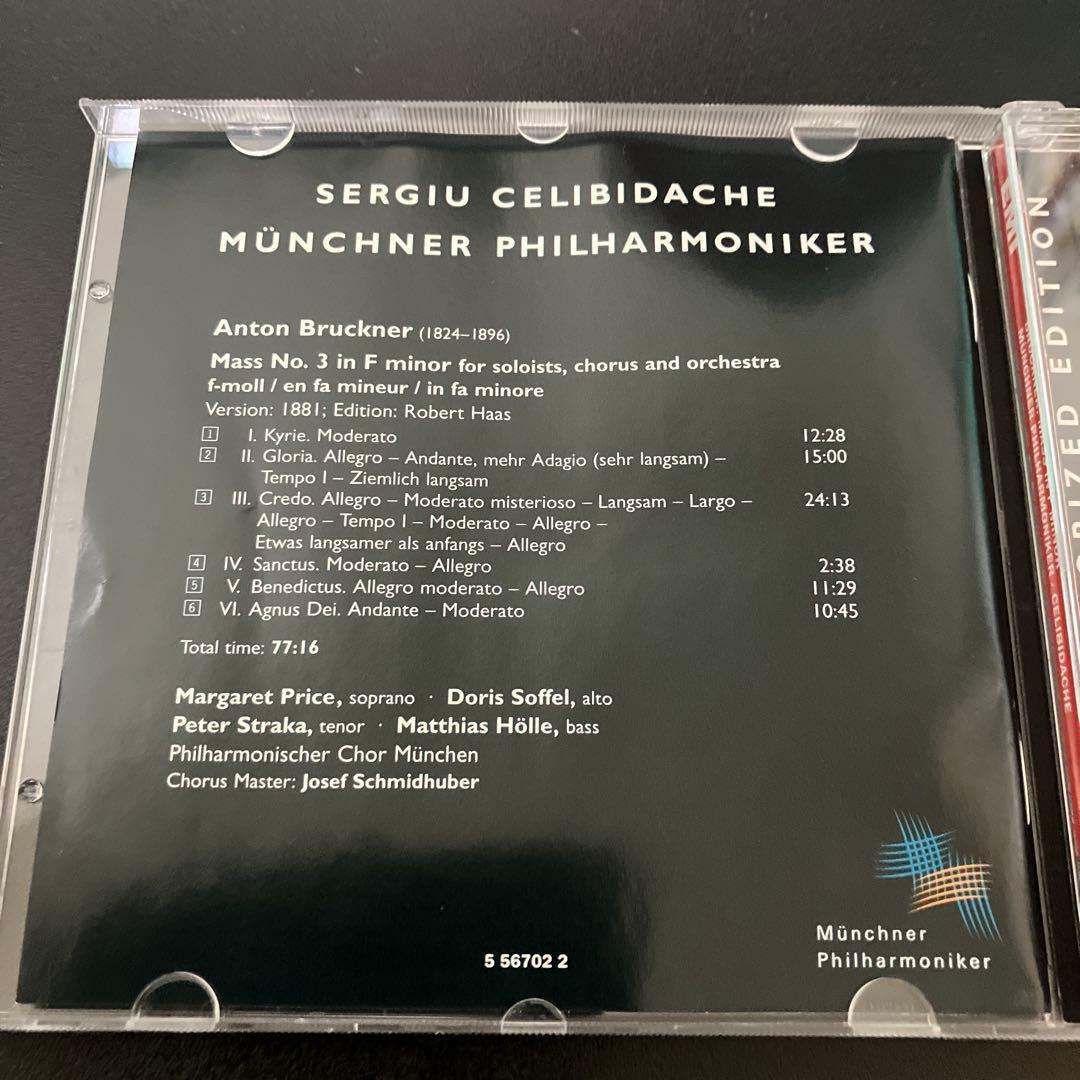 SERGIU CELIBIDACHE
MÜNCHNER PHILHARMONIKER
Anton Bruckner (1824–1896)
Mass No. 3 in F minor for soloists, chorus and orchestra
f-moll / en fa mineur / in fa minore
Version: 1881; Edition: Robert Haas
1 I. Kyrie. Moderato 12:28
2 II. Gloria. Allegro – Andante, mehr Adagio (sehr langsam) – 15:00
Tempo I – Ziemlich langsam
3 III. Credo. Allegro – Moderato misterioso – Langsam – Largo – 24:13
Allegro – Tempo I – Moderato – Allegro –
Etwas langsamer als anfangs – Allegro
4 IV. Sanctus. Moderato – Allegro 2:38
5 V. Benedictus. Allegro moderato – Allegro 11:29
6 VI. Agnus Dei. Andante – Moderato 10:45
Total time: 77:16
Margaret Price, soprano · Doris Soffel, alto
Peter Straka, tenor · Matthias Hölle, bass
Philharmonischer Chor München
Chorus Master: Josef Schmidhuber
5 56702 2
Münchner
Philharmoniker
EMI
MÜNCHNER PHILHARMONIKER · CELIBIDACHE
EDITION